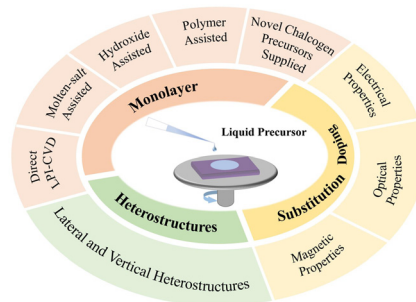 Direct
LPI-CVD
Molten-salt
Assisted
Hydroxide
Assisted
Polymer
Assisted
Novel Chalcogen
Precursors
Supplied
Electrical
Properties
Optical
Properties
Magnetic
Properties
Lateral and Vertical Heterostructures
Monolayer
Substitution
Doping
Heterostructures
Liquid Precursor